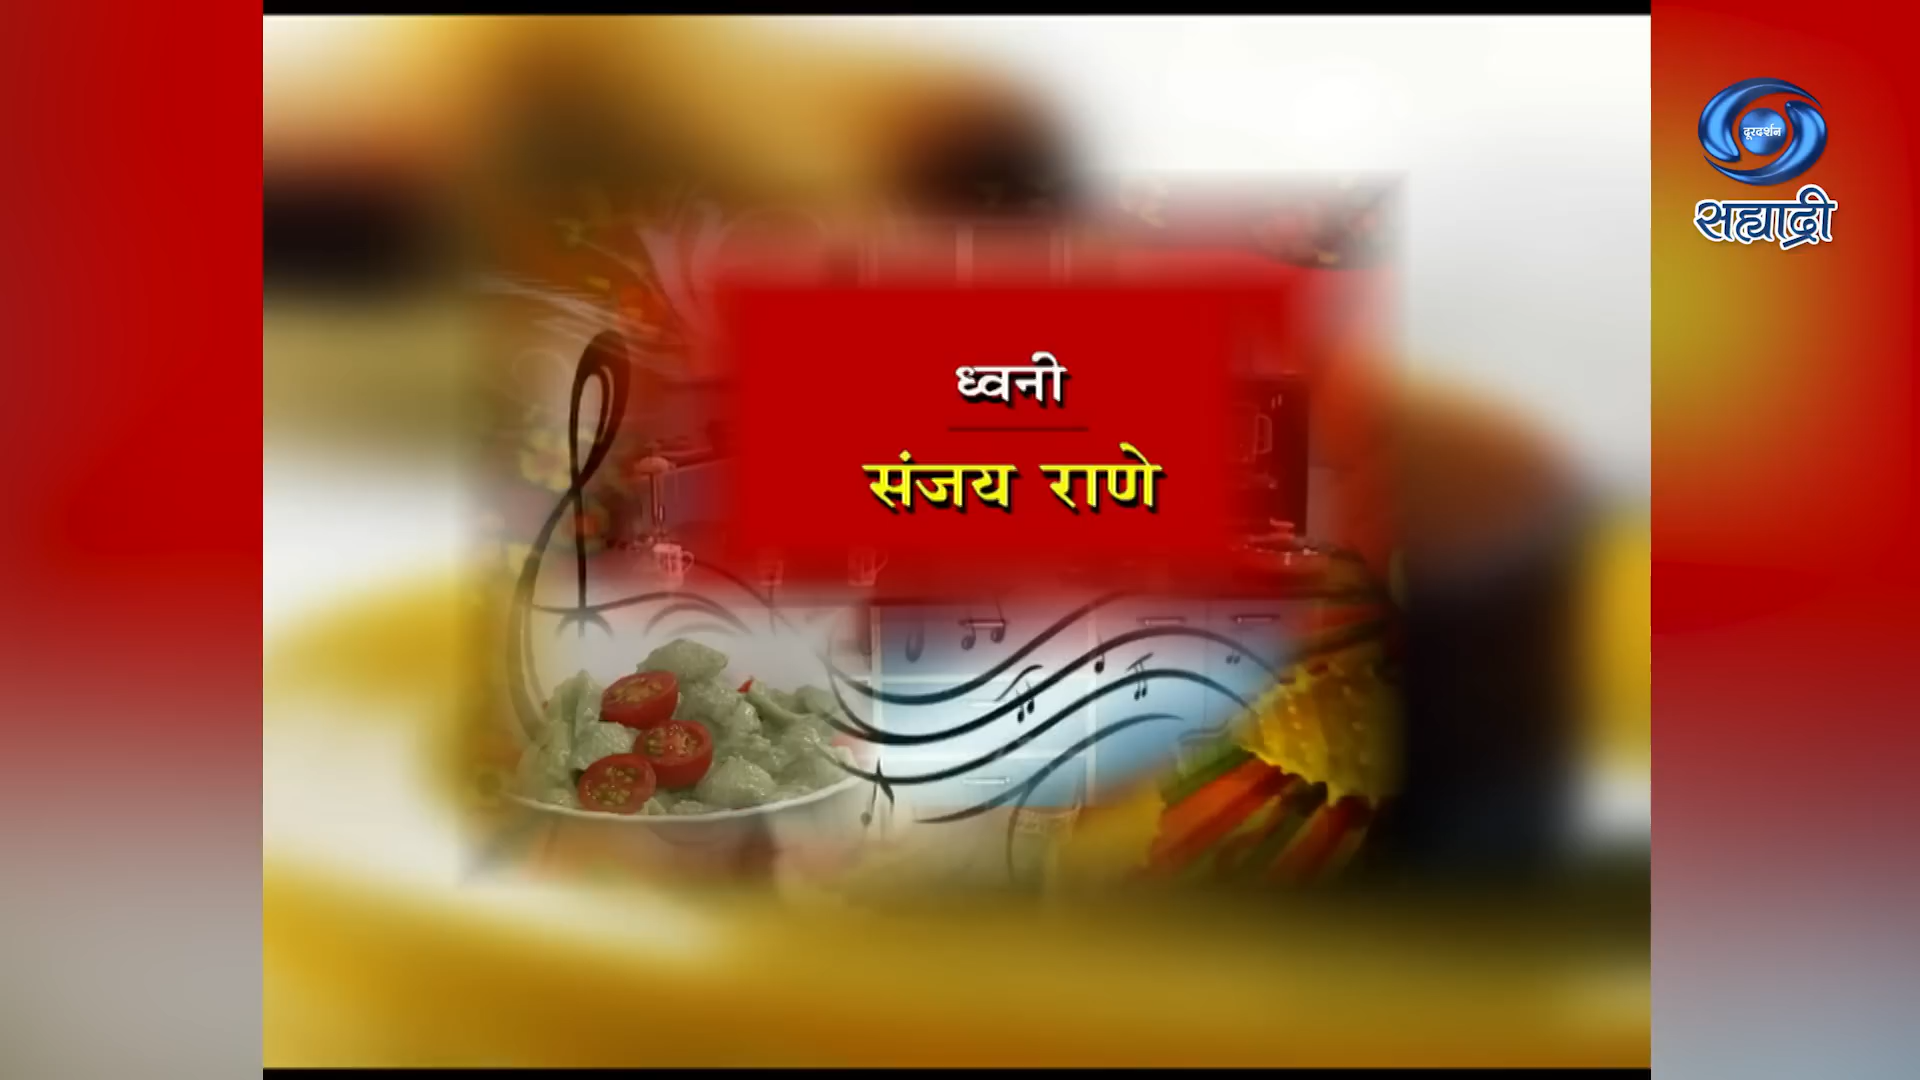 दूरदर्शन
सह्याद्री
ध्वनी
संजय राणे